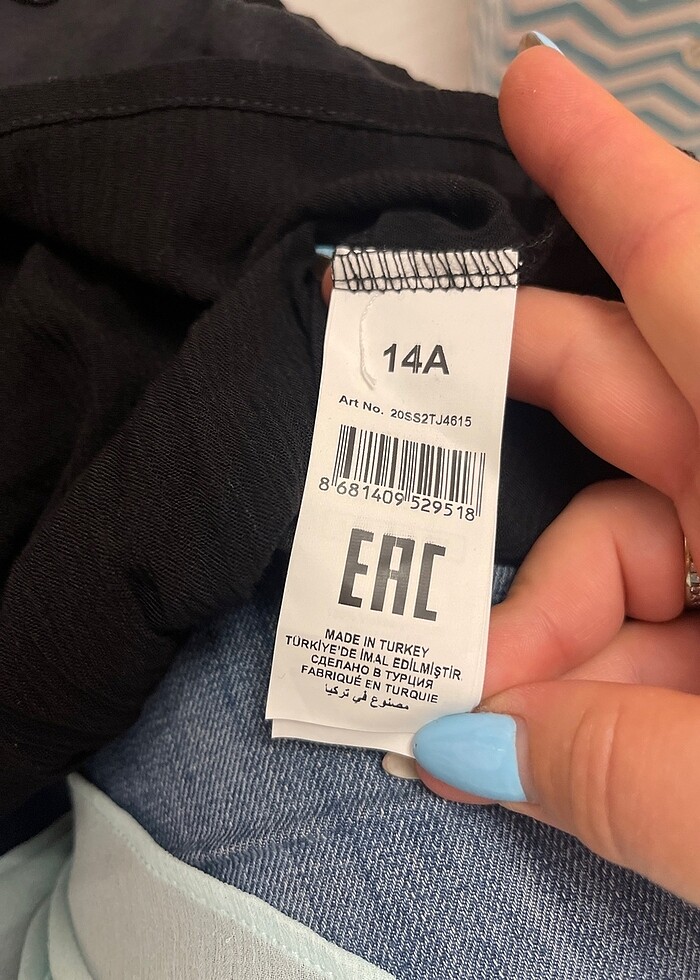 14A
Art No. 20SS2TJ4615
8 681409 529518
EAC
MADE IN TURKEY
TÜRKİYE'DE İMAL EDİLMİŞTİR
СДЕЛАНО В ТУРЦИЯ
FABRIQUÉ EN TURQUIE
مصنوع في تركيا